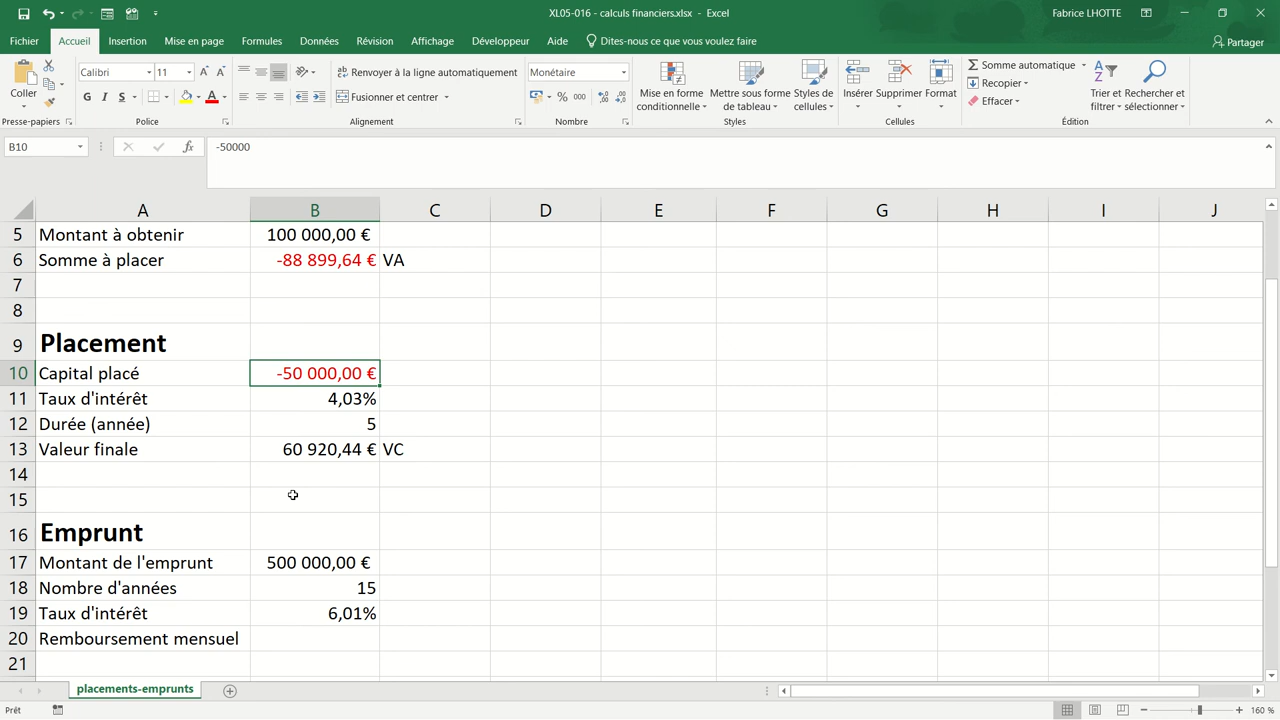 XL05-016 - calculs financiers.xlsx - Excel
Fabrice LHOTTE
Fichier Accueil Insertion Mise en page Formules Données Révision Affichage Développeur Aide Dites-nous ce que vous voulez faire Partager
Coller
Presse-papiers
Calibri 11
G I S
Police
Renvoyer à la ligne automatiquement
Fusionner et centrer
Alignement
Monétaire
% 000
Nombre
Mise en forme conditionnelle
Mettre sous forme de tableau
Styles de cellules
Styles
Insérer Supprimer Format
Cellules
Somme automatique
Recopier
Effacer
Trier et filtrer
Rechercher et sélectionner
Édition
B10 fx -50000
A B C D E F G H I J
5 Montant à obtenir 100 000,00 €
6 Somme à placer -88 899,64 € VA
7
8
9 Placement
10 Capital placé -50 000,00 €
11 Taux d'intérêt 4,03%
12 Durée (année) 5
13 Valeur finale 60 920,44 € VC
14
15
16 Emprunt
17 Montant de l'emprunt 500 000,00 €
18 Nombre d'années 15
19 Taux d'intérêt 6,01%
20 Remboursement mensuel
21
placements-emprunts
Prêt 160 %